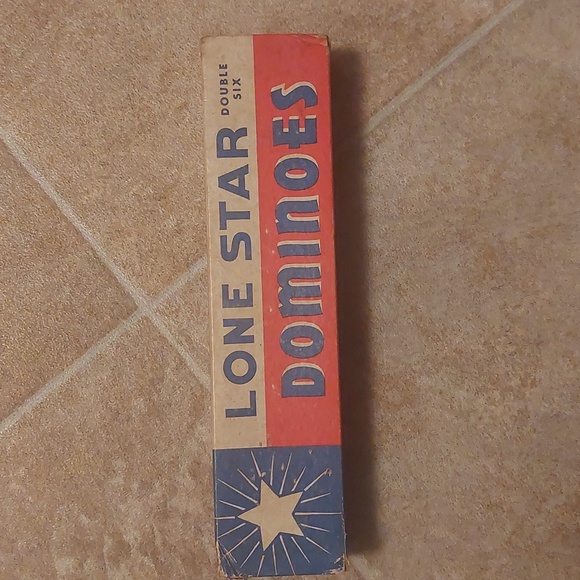 LONE STAR
DOUBLE
SIX
DOMINOES